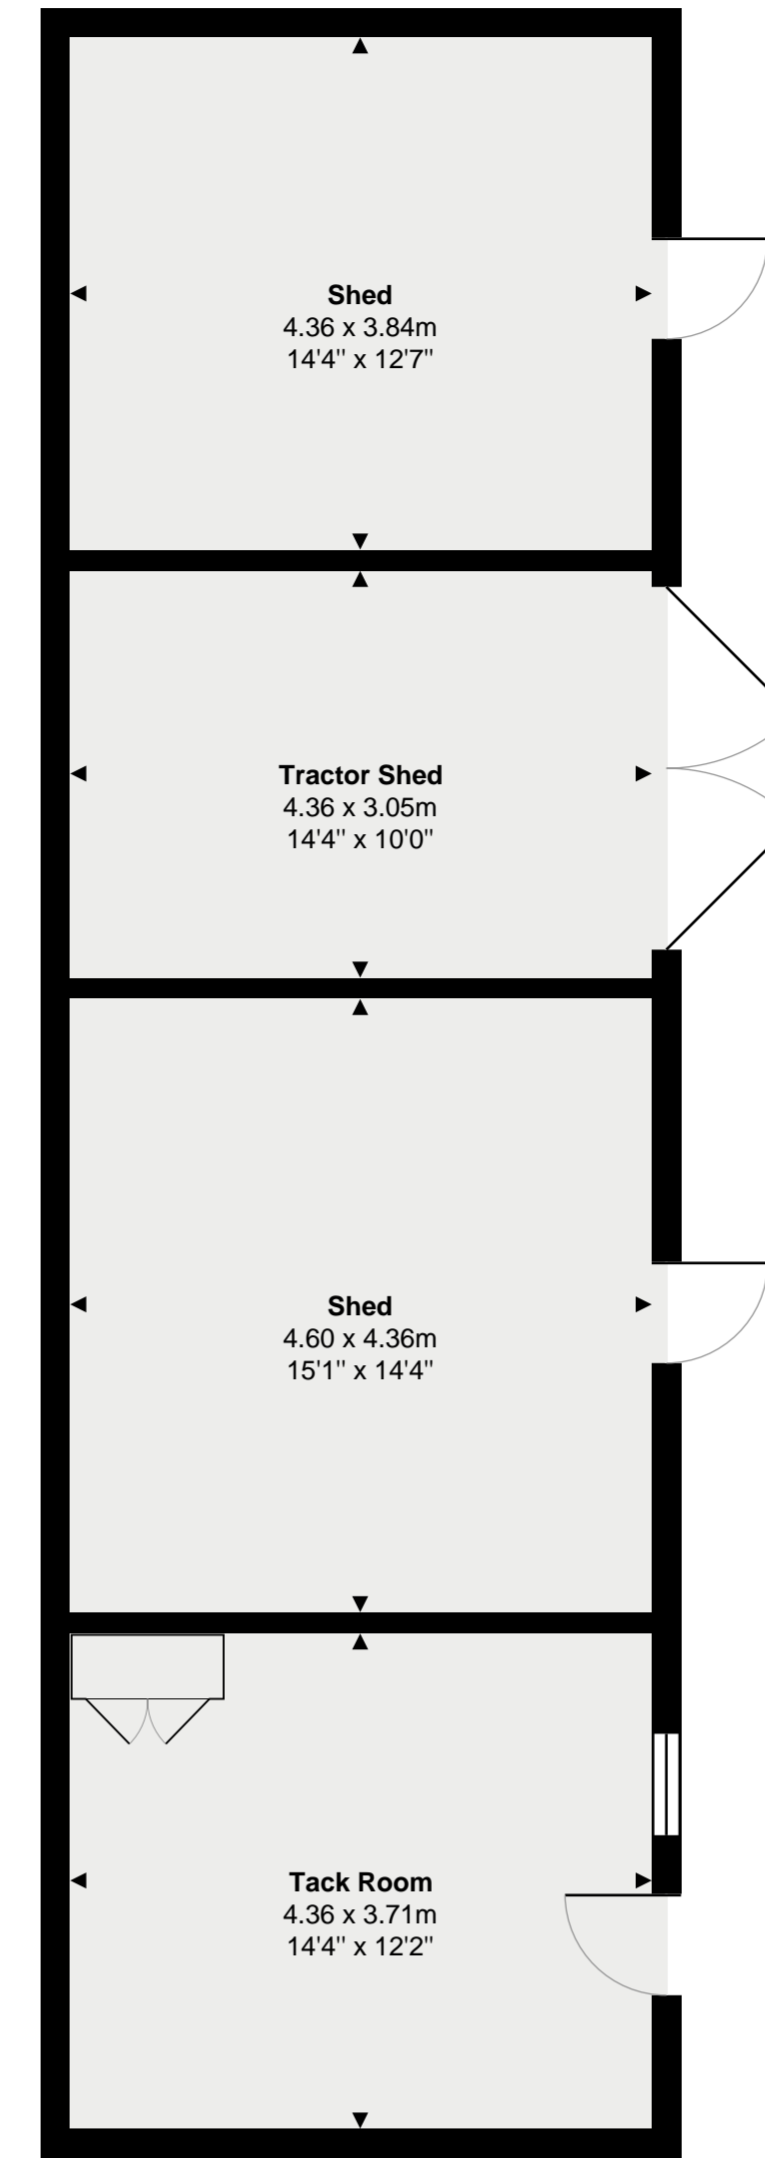 Shed
4.36 x 3.84m
14'4" x 12'7"
Tractor Shed
4.36 x 3.05m
14'4" x 10'0"
Shed
4.60 x 4.36m
15'1" x 14'4"
Tack Room
4.36 x 3.71m
14'4" x 12'2"